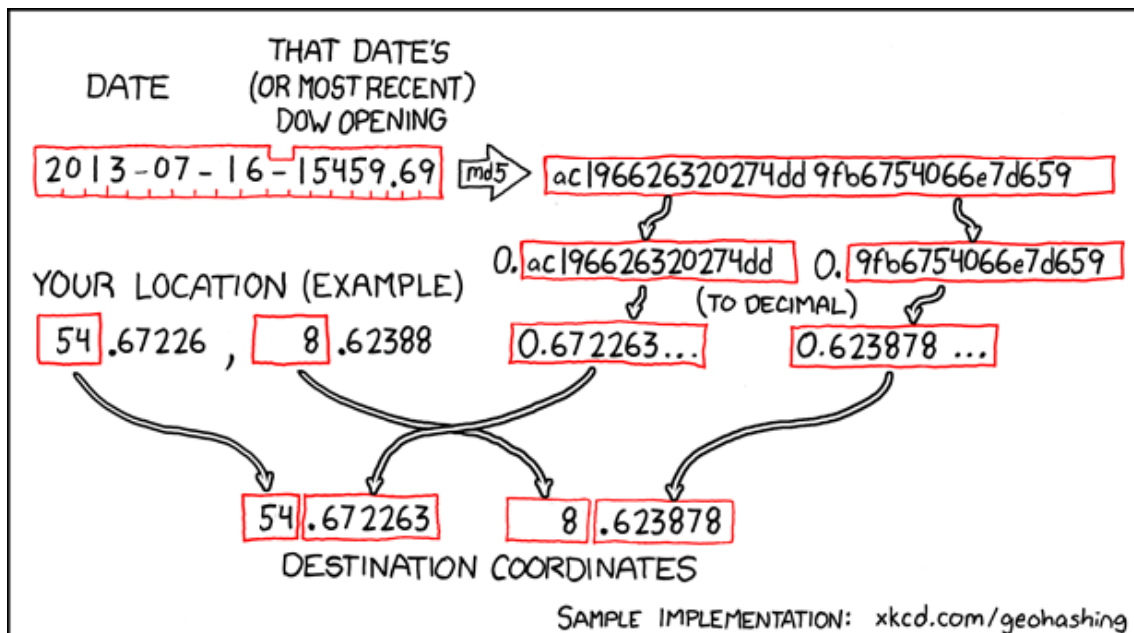 DATE
THAT DATE'S
(OR MOST RECENT)
DOW OPENING
2013-07-16-15459.69
md5
ac196626320274dd9fb6754066e7d659
0.ac196626320274dd
0.9fb6754066e7d659
(TO DECIMAL)
YOUR LOCATION (EXAMPLE)
54.67226, 8.62388
0.672263...
0.623878 ...
54.672263
8.623878
DESTINATION COORDINATES
SAMPLE IMPLEMENTATION: xkcd.com/geohashing